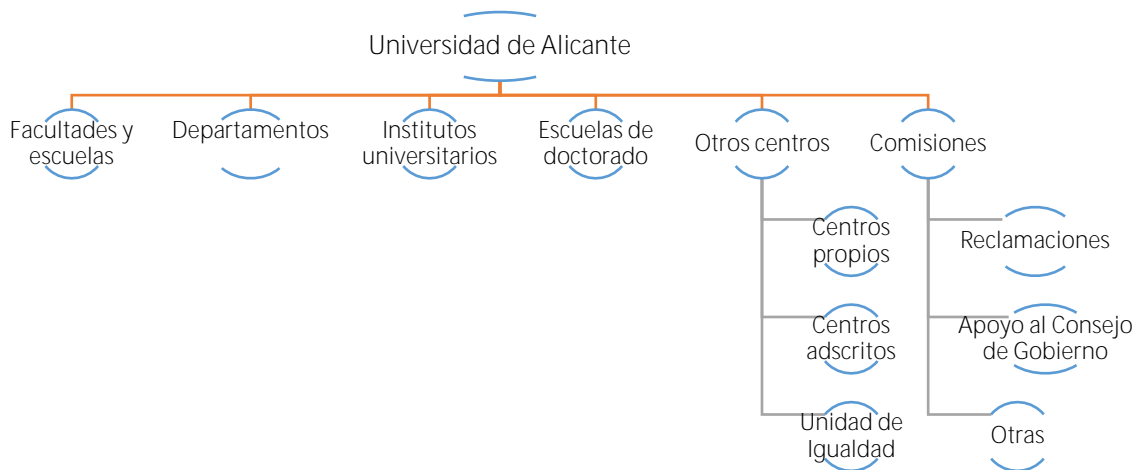 Universidad de Alicante
Facultades y
escuelas
Departamentos
Institutos
universitarios
Escuelas de
doctorado
Otros centros
Comisiones
Centros
propios
Centros
adscritos
Unidad de
Igualdad
Reclamaciones
Apoyo al Consejo
de Gobierno
Otras